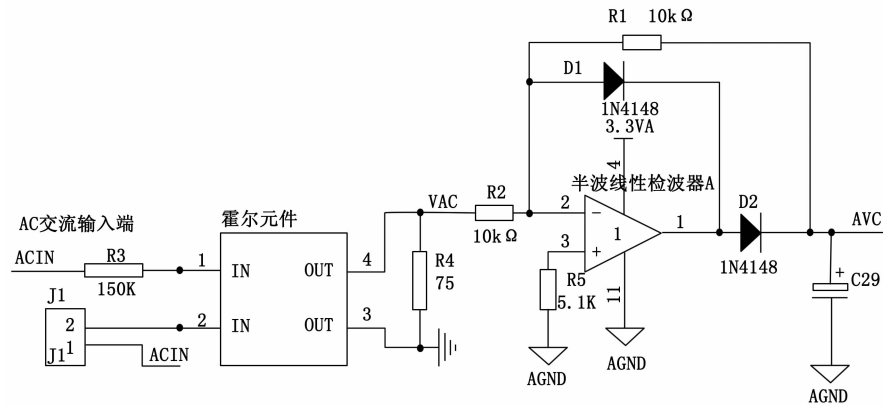 R1 10kΩ
D1
1N4148
3.3VA
4
半波线性检波器A
VAC
R2
D2
AVC
AC交流输入端
霍尔元件
2
1
10kΩ
3
1
ACIN
R3
1
IN
OUT
4
R4
75
R5
5.1K
11
1N4148
+
C29
150K
J1
2
2
IN
OUT
3
J1
1
ACIN
AGND
AGND
AGND